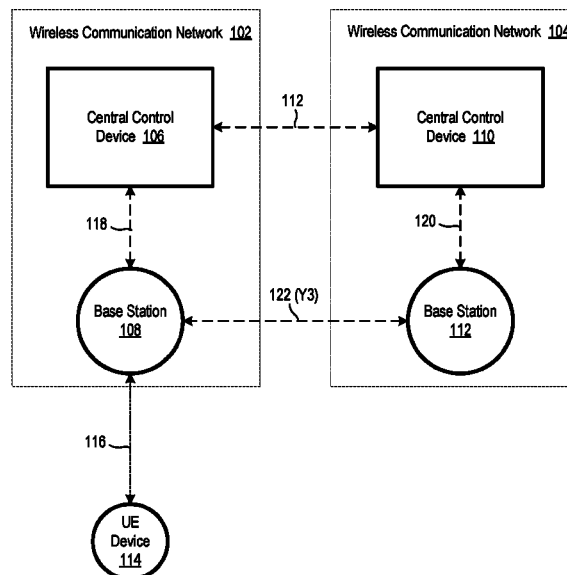 Wireless Communication Network 102
Wireless Communication Network 104
Central Control
Device 106
112
Central Control
Device 110
118
120
Base Station
108
122 (Y3)
Base Station
112
116
UE
Device
114